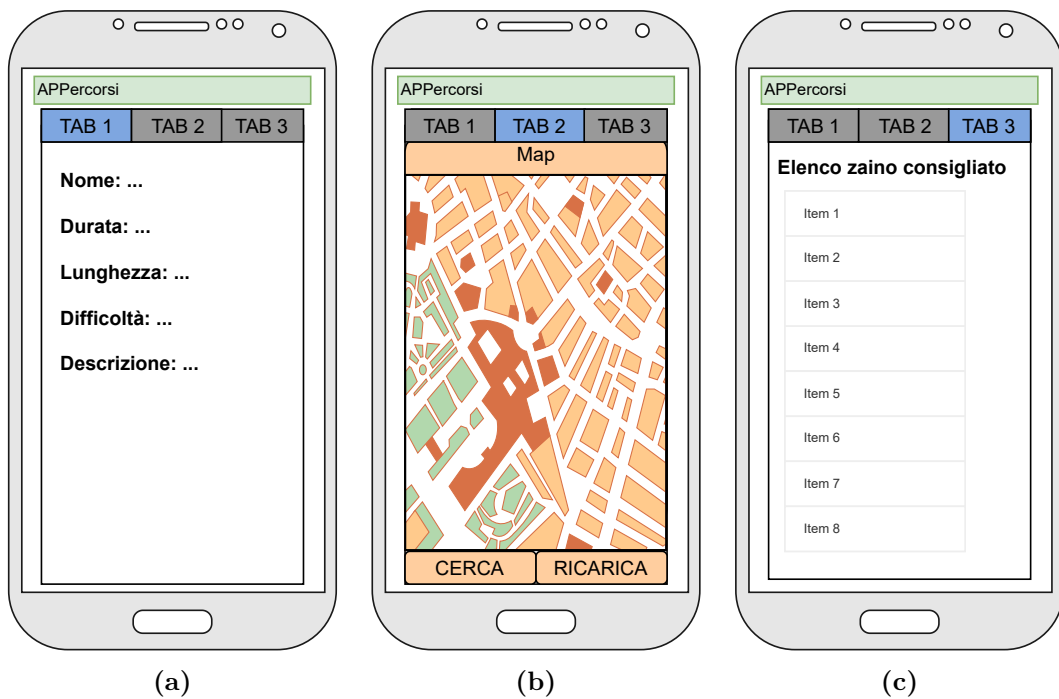 APPercorsi
TAB 1 TAB 2 TAB 3
Nome: ...
Durata: ...
Lunghezza: ...
Difficoltà: ...
Descrizione: ...
(a)
APPercorsi
TAB 1 TAB 2 TAB 3
Map
CERCA RICARICA
(b)
APPercorsi
TAB 1 TAB 2 TAB 3
Elenco zaino consigliato
Item 1
Item 2
Item 3
Item 4
Item 5
Item 6
Item 7
Item 8
(c)